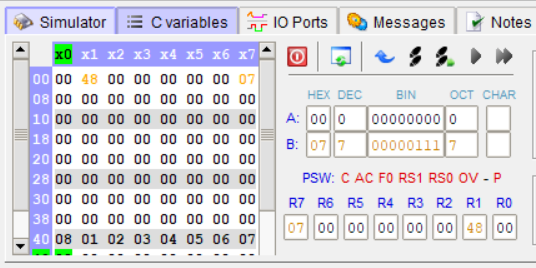 Simulator C variables IO Ports Messages Notes
x0 x1 x2 x3 x4 x5 x6 x7
00 00 48 00 00 00 00 00 07
08 00 00 00 00 00 00 00 00
10 00 00 00 00 00 00 00 00
18 00 00 00 00 00 00 00 00
20 00 00 00 00 00 00 00 00
28 00 00 00 00 00 00 00 00
30 00 00 00 00 00 00 00 00
38 00 00 00 00 00 00 00 00
40 08 01 02 03 04 05 06 07
HEX DEC BIN OCT CHAR
A: 00 0 00000000 0
B: 07 7 00000111 7
PSW: C AC F0 RS1 RS0 OV - P
R7 R6 R5 R4 R3 R2 R1 R0
07 00 00 00 00 00 48 00